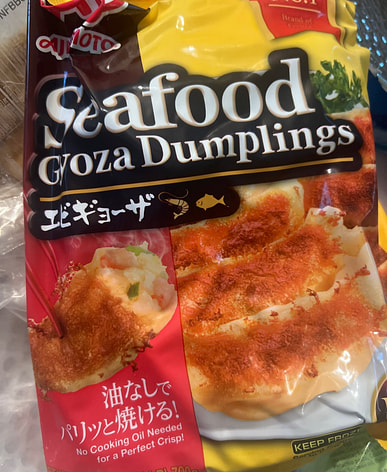 Seafood
Gyoza Dumplings
エビギョーザ
油なしで
パリッと焼ける!
No Cooking Oil Needed
for a Perfect Crisp!
KEEP FROZEN